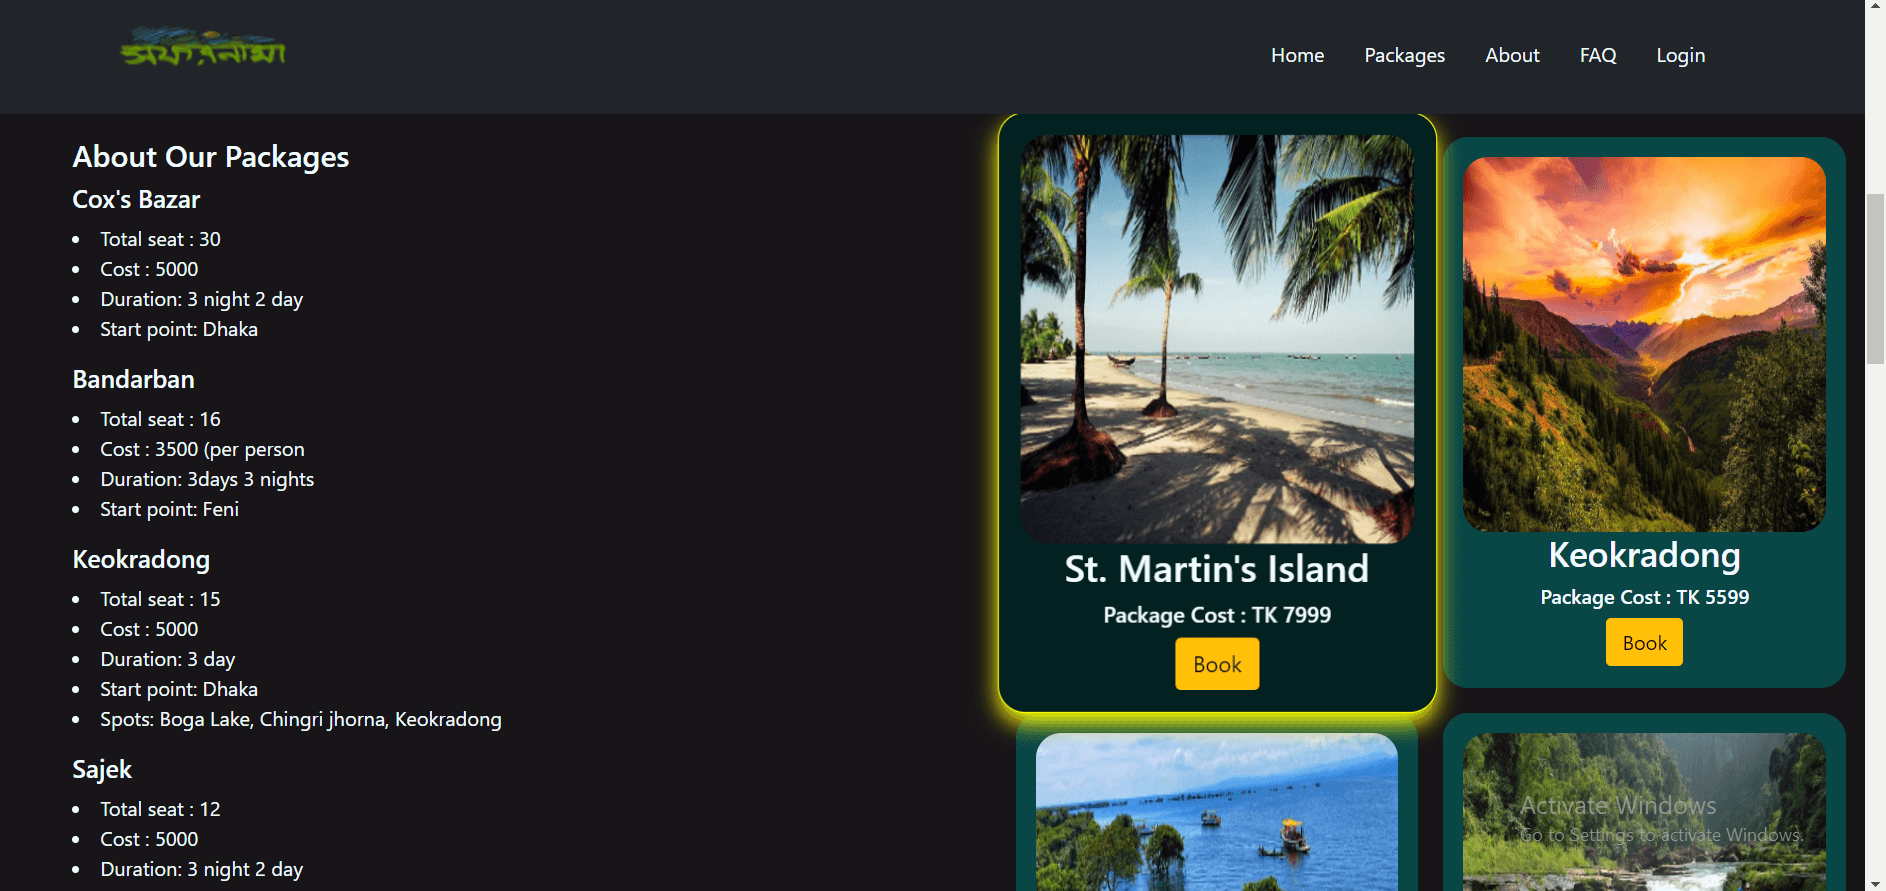 সফরনামা
Home Packages About FAQ Login
About Our Packages
Cox's Bazar
Total seat : 30
Cost : 5000
Duration: 3 night 2 day
Start point: Dhaka
Bandarban
Total seat : 16
Cost : 3500 (per person
Duration: 3days 3 nights
Start point: Feni
Keokradong
Total seat : 15
Cost : 5000
Duration: 3 day
Start point: Dhaka
Spots: Boga Lake, Chingri jhorna, Keokradong
Sajek
Total seat : 12
Cost : 5000
Duration: 3 night 2 day
St. Martin's Island
Package Cost : TK 7999
Book
Keokradong
Package Cost : TK 5599
Book
Activate Windows
Go to Settings to activate Windows.